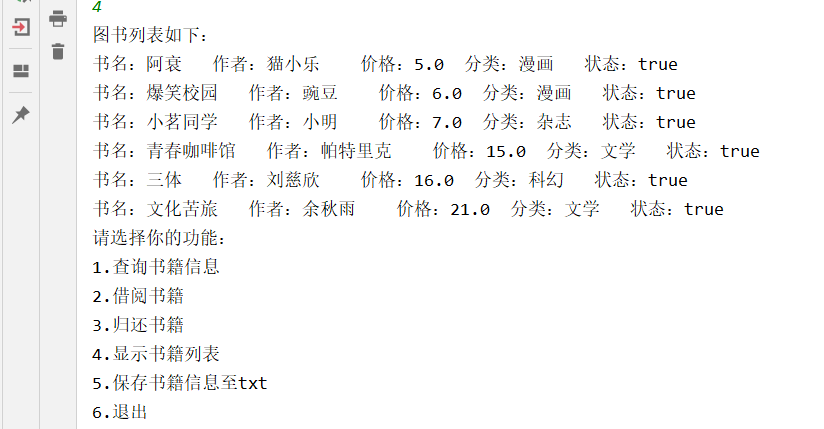 4
图书列表如下：
书名：阿衰   作者：猫小乐    价格：5.0  分类：漫画   状态：true
书名：爆笑校园   作者：豌豆    价格：6.0  分类：漫画   状态：true
书名：小茗同学   作者：小明    价格：7.0  分类：杂志   状态：true
书名：青春咖啡馆   作者：帕特里克    价格：15.0  分类：文学   状态：true
书名：三体   作者：刘慈欣    价格：16.0  分类：科幻   状态：true
书名：文化苦旅   作者：余秋雨    价格：21.0  分类：文学   状态：true
请选择你的功能：
1.查询书籍信息
2.借阅书籍
3.归还书籍
4.显示书籍列表
5.保存书籍信息至txt
6.退出